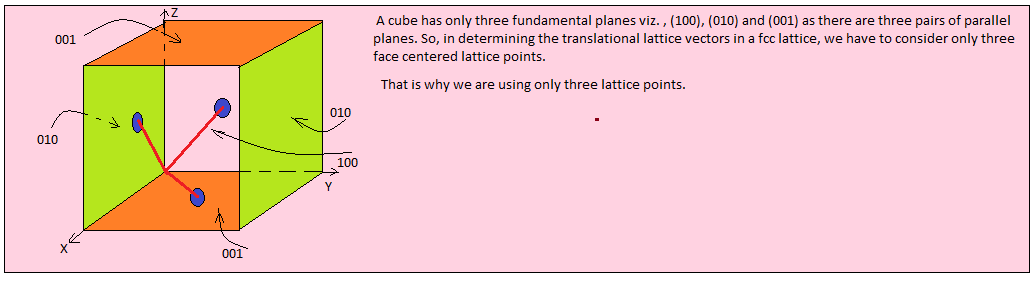 Z
001
A cube has only three fundamental planes viz. , (100), (010) and (001) as there are three pairs of parallel
planes. So, in determining the translational lattice vectors in a fcc lattice, we have to consider only three
face centered lattice points.
That is why we are using only three lattice points.
010
010
100
Y
X
001